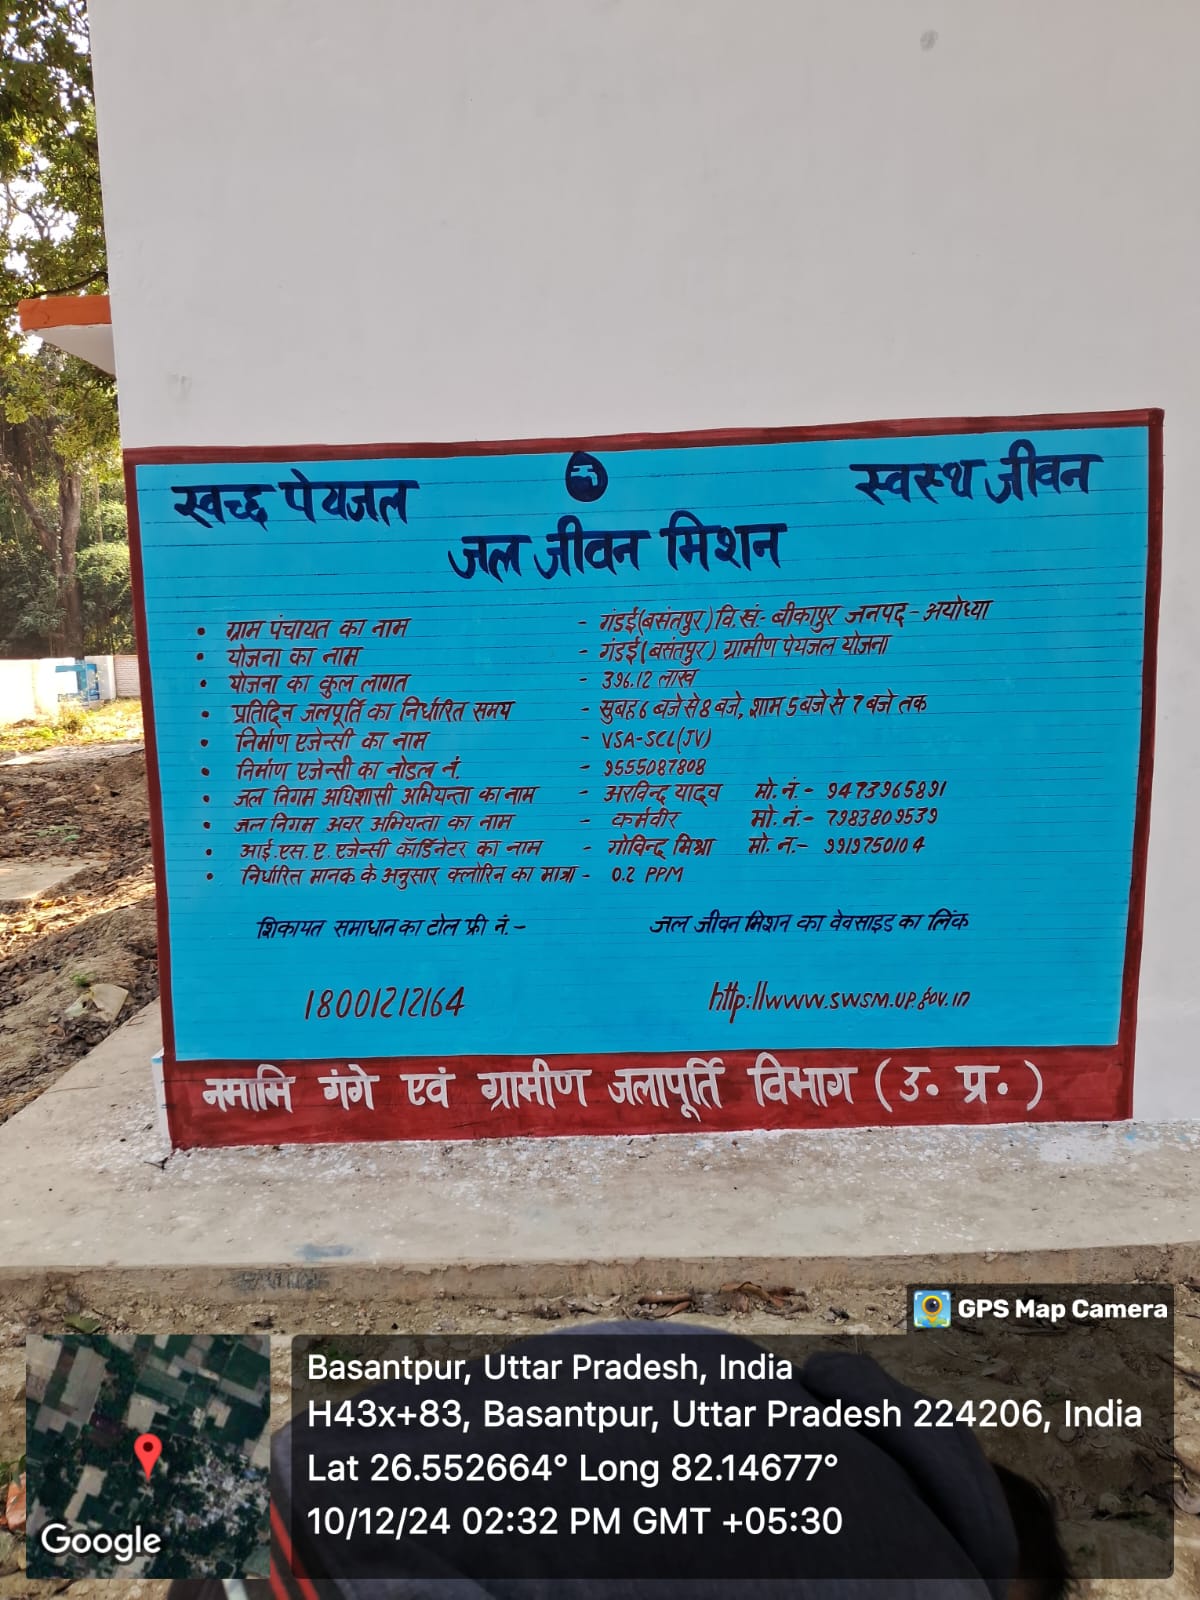 स्वच्छ पेयजल
स्वस्थ जीवन
जल जीवन मिशन
• ग्राम पंचायत का नाम - गंडई (बसंतपुर) वि.खं:- बीकापुर जनपद - अयोध्या
• योजना का नाम - गंडई (बसंतपुर) ग्रामीण पेयजल योजना
• योजना का कुल लागत - 396.12 लाख
• प्रतिदिन जलपूर्ति का निर्धारित समय - सुबह 6 बजे से 8 बजे, शाम 5 बजे से 7 बजे तक
• निर्माण एजेन्सी का नाम - VSA-SCL(JV)
• निर्माण एजेन्सी का नोडल नं. - 9555087808
• जल निगम अधिशासी अभियन्ता का नाम - अरविन्द यादव मो. नं. - 9473965891
• जल निगम अवर अभियन्ता का नाम - कर्मवीर मो. नं. - 7983809539
• आई. एस. ए. एजेन्सी कॉर्डिनेटर का नाम - गोविन्द मिश्रा मो. न. - 9919750104
• निर्धारित मानक के अनुसार क्लोरिन का मात्रा - 0.2 PPM
शिकायत समाधान का टोल फ्री नं. -
जल जीवन मिशन का वेवसाइड का लिंक
18001212164
http://www.swsm.up.gov.in
नमामि गंगे एवं ग्रामीण जलापूर्ति विभाग (उ. प्र.)
GPS Map Camera
Basantpur, Uttar Pradesh, India
H43x+83, Basantpur, Uttar Pradesh 224206, India
Lat 26.552664° Long 82.14677°
10/12/24 02:32 PM GMT +05:30
Google